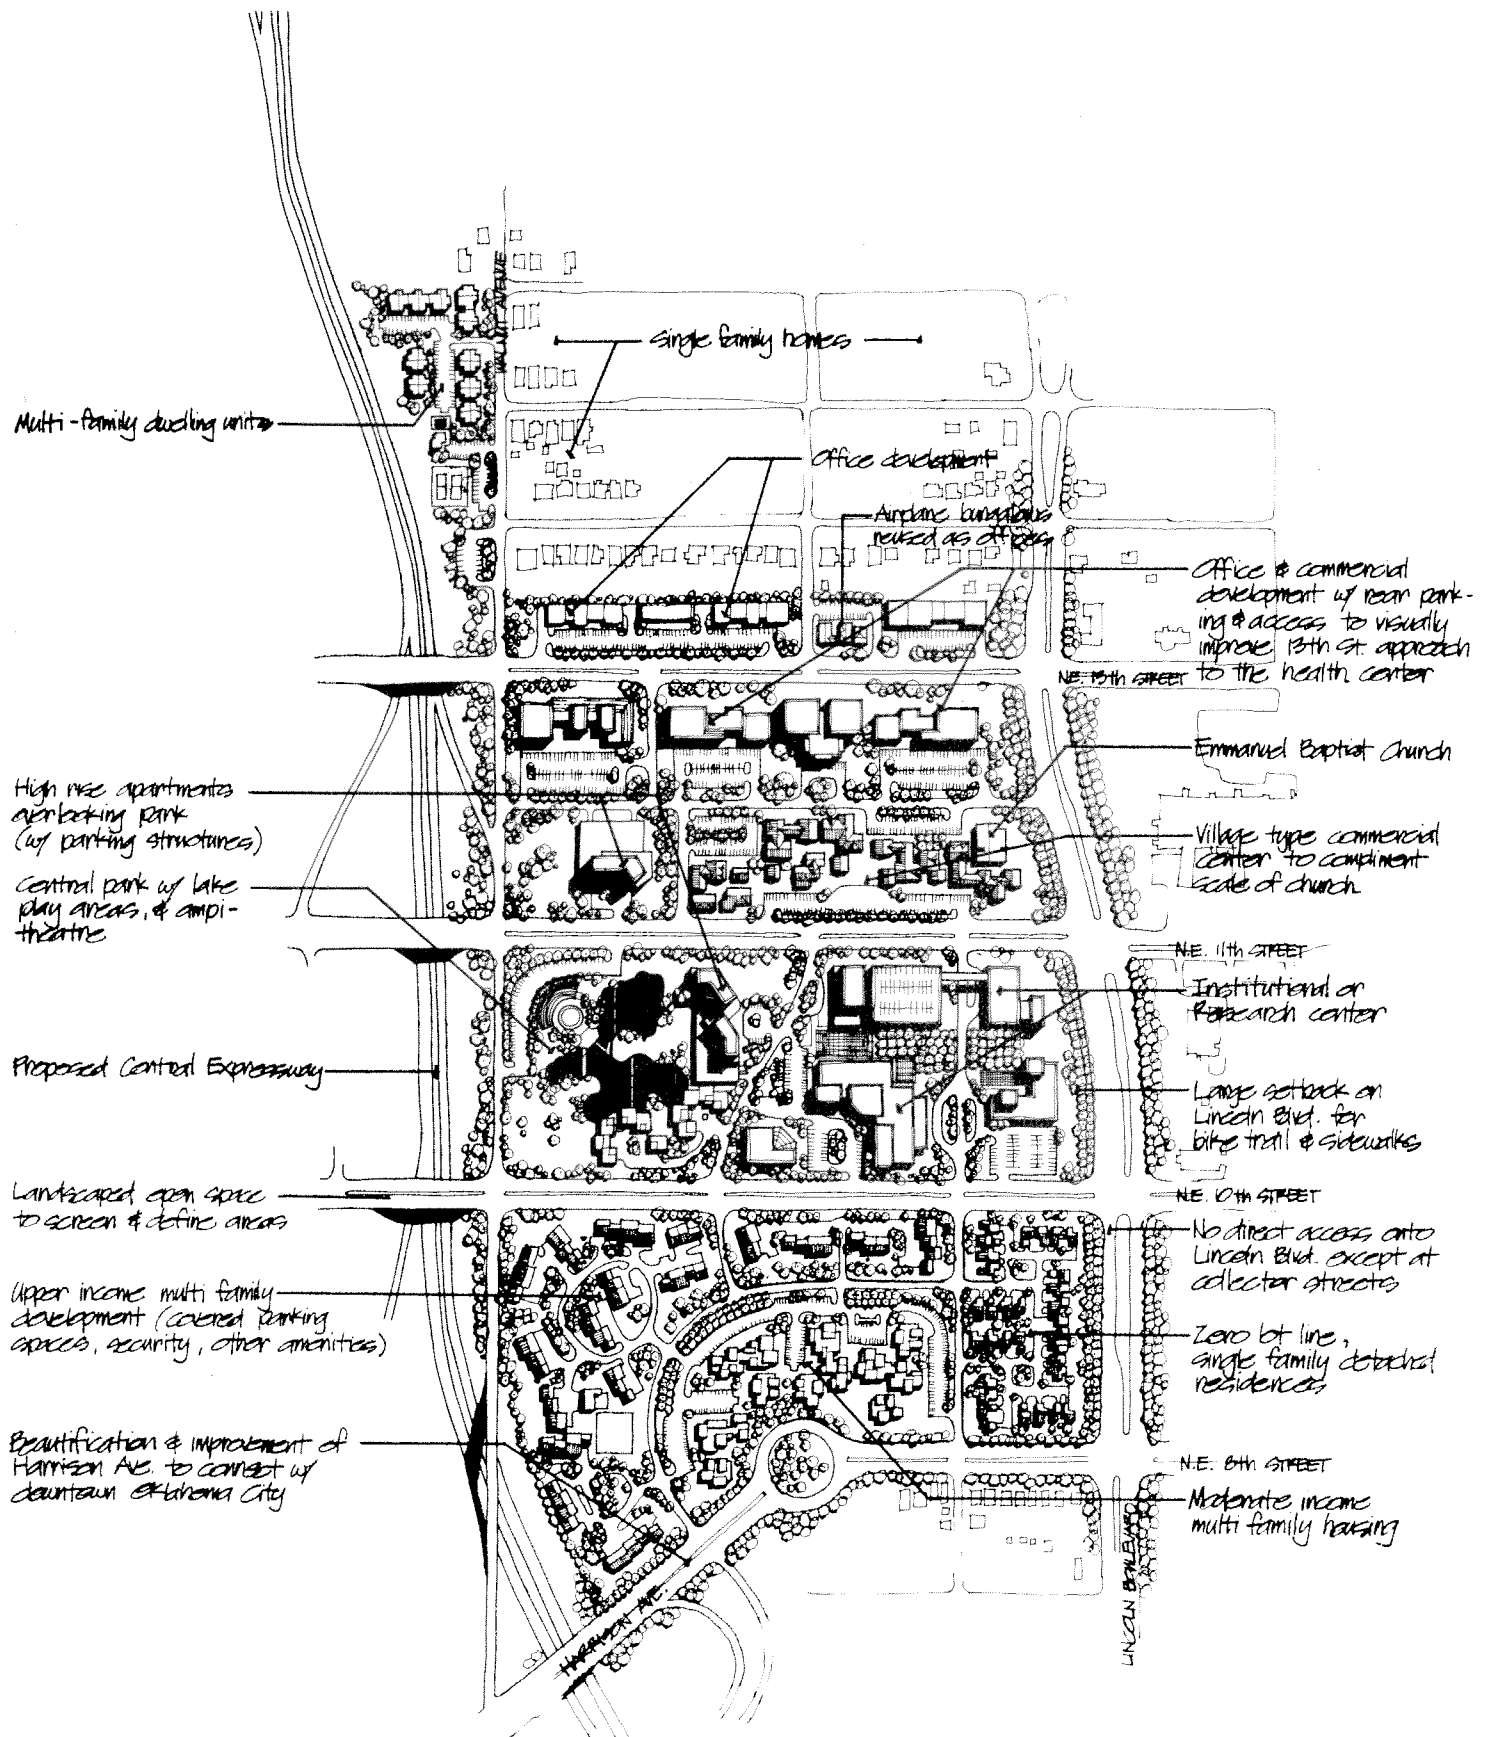 WALNUT AVENUE
Single family homes
Multi-family dwelling units
Office development
Airplane bungalows
reused as offices
Office & commercial
development w/ rear park-
ing & access to visually
improve 13th St. approach
to the health center
N.E. 13th STREET
Emmanuel Baptist Church
High rise apartments
overlooking park
(w/ parking structures)
Village type commercial
center to compliment
scale of church
Central park w/ lake
play areas, & ampi-
theatre
N.E. 11th STREET
Institutional or
Research center
Proposed Central Expressway
Large setback on
Lincoln Blvd. for
bike trail & sidewalks
Landscaped open space
to screen & define areas
N.E. 10th STREET
No direct access onto
Lincoln Blvd. except at
collector streets
Upper income multi family
development (covered parking
spaces, security, other amenities)
Zero lot line,
single family detached
residences
Beautification & improvement of
Harrison Ave. to connect w/
downtown Oklahoma City
N.E. 8th STREET
Moderate income
multi family housing
HARRISON AVE.
LINCOLN BOULEVARD